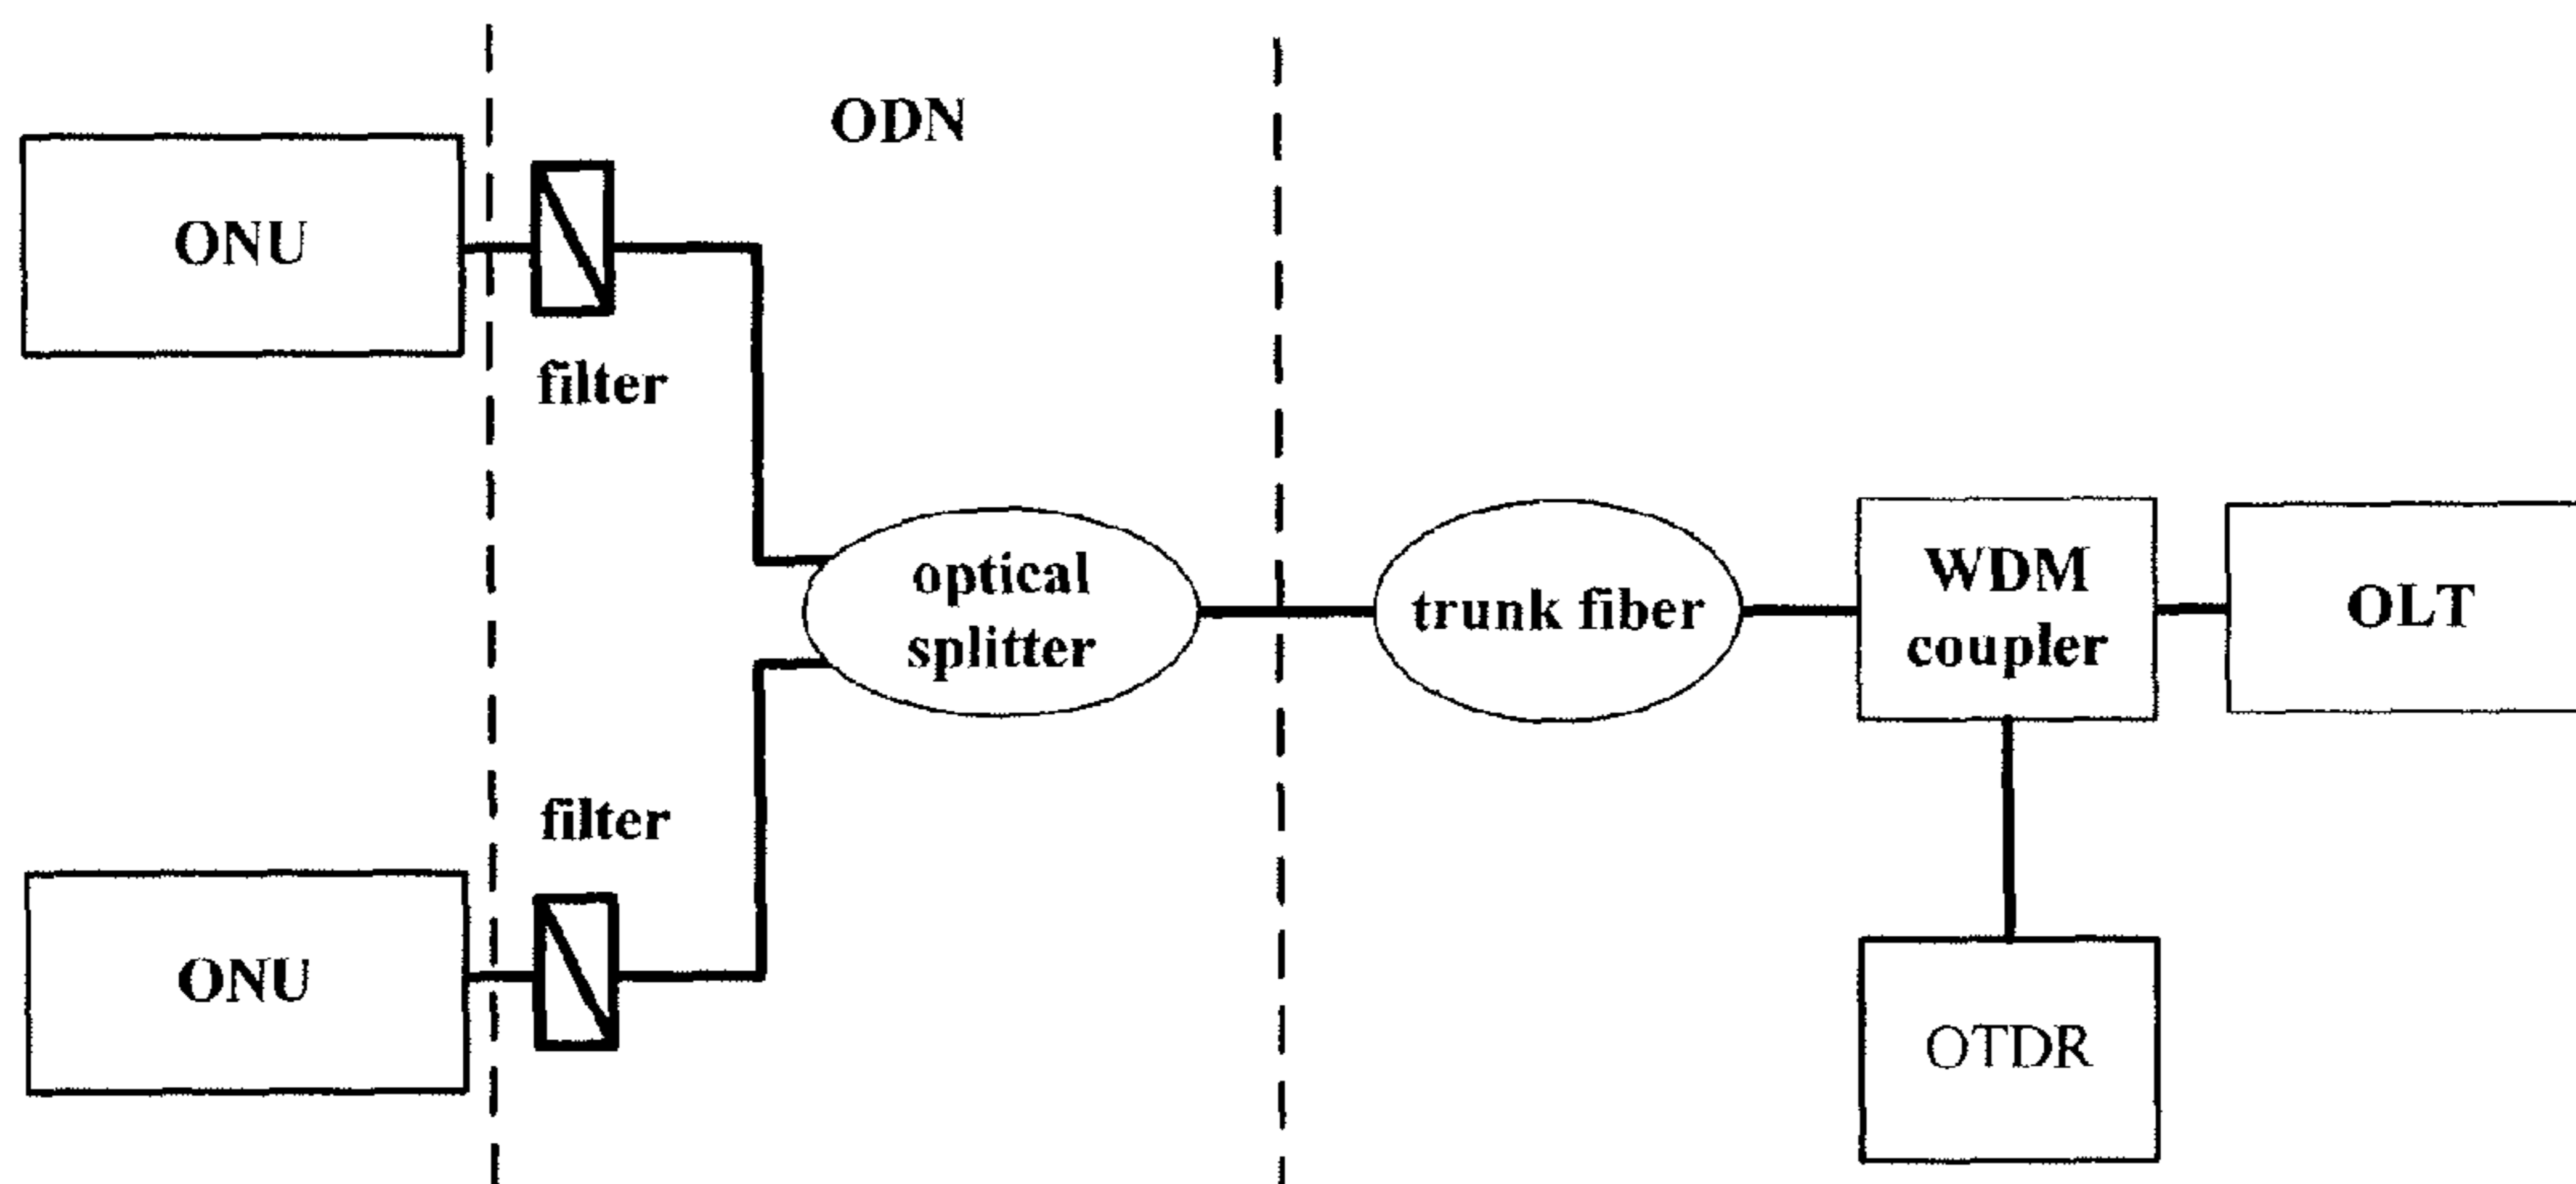 ODN
ONU
filter
optical
splitter
trunk fiber
WDM
coupler
OLT
filter
ONU
OTDR